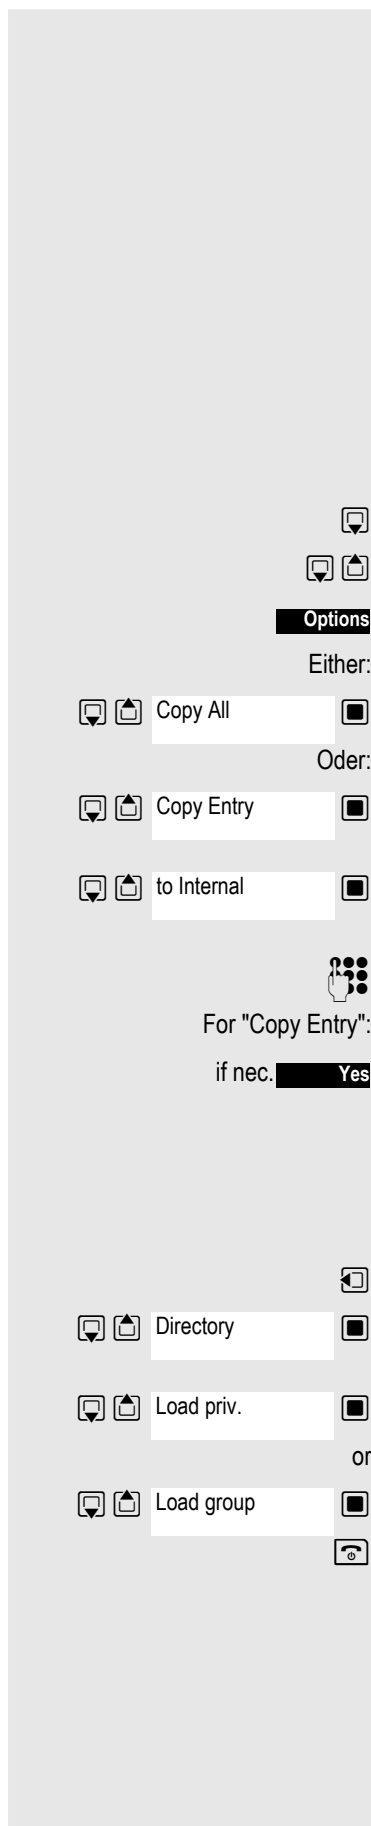 Options
Either:
Copy All
Oder:
Copy Entry
to Internal
For "Copy Entry":
if nec. Yes
Directory
Load priv.
or
Load group